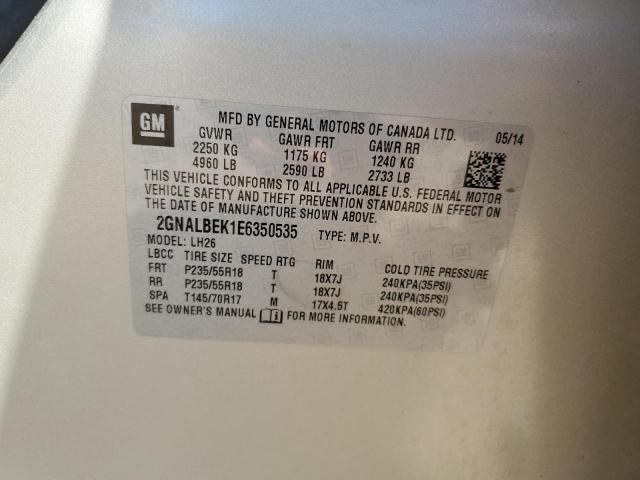 GM
MFD BY GENERAL MOTORS OF CANADA LTD. 05/14
GVWR GAWR FRT GAWR RR
2250 KG 1175 KG 1240 KG
4960 LB 2590 LB 2733 LB
THIS VEHICLE CONFORMS TO ALL APPLICABLE U.S. FEDERAL MOTOR
VEHICLE SAFETY AND THEFT PREVENTION STANDARDS IN EFFECT ON
THE DATE OF MANUFACTURE SHOWN ABOVE.
2GNALBEK1E6350535 TYPE: M.P.V.
MODEL: LH26
LBCC TIRE SIZE SPEED RTG RIM COLD TIRE PRESSURE
FRT P235/55R18 T 18X7J 240KPA(35PSI)
RR P235/55R18 T 18X7J 240KPA(35PSI)
SPA T145/70R17 M 17X4.5T 420KPA(60PSI)
SEE OWNER'S MANUAL FOR MORE INFORMATION.